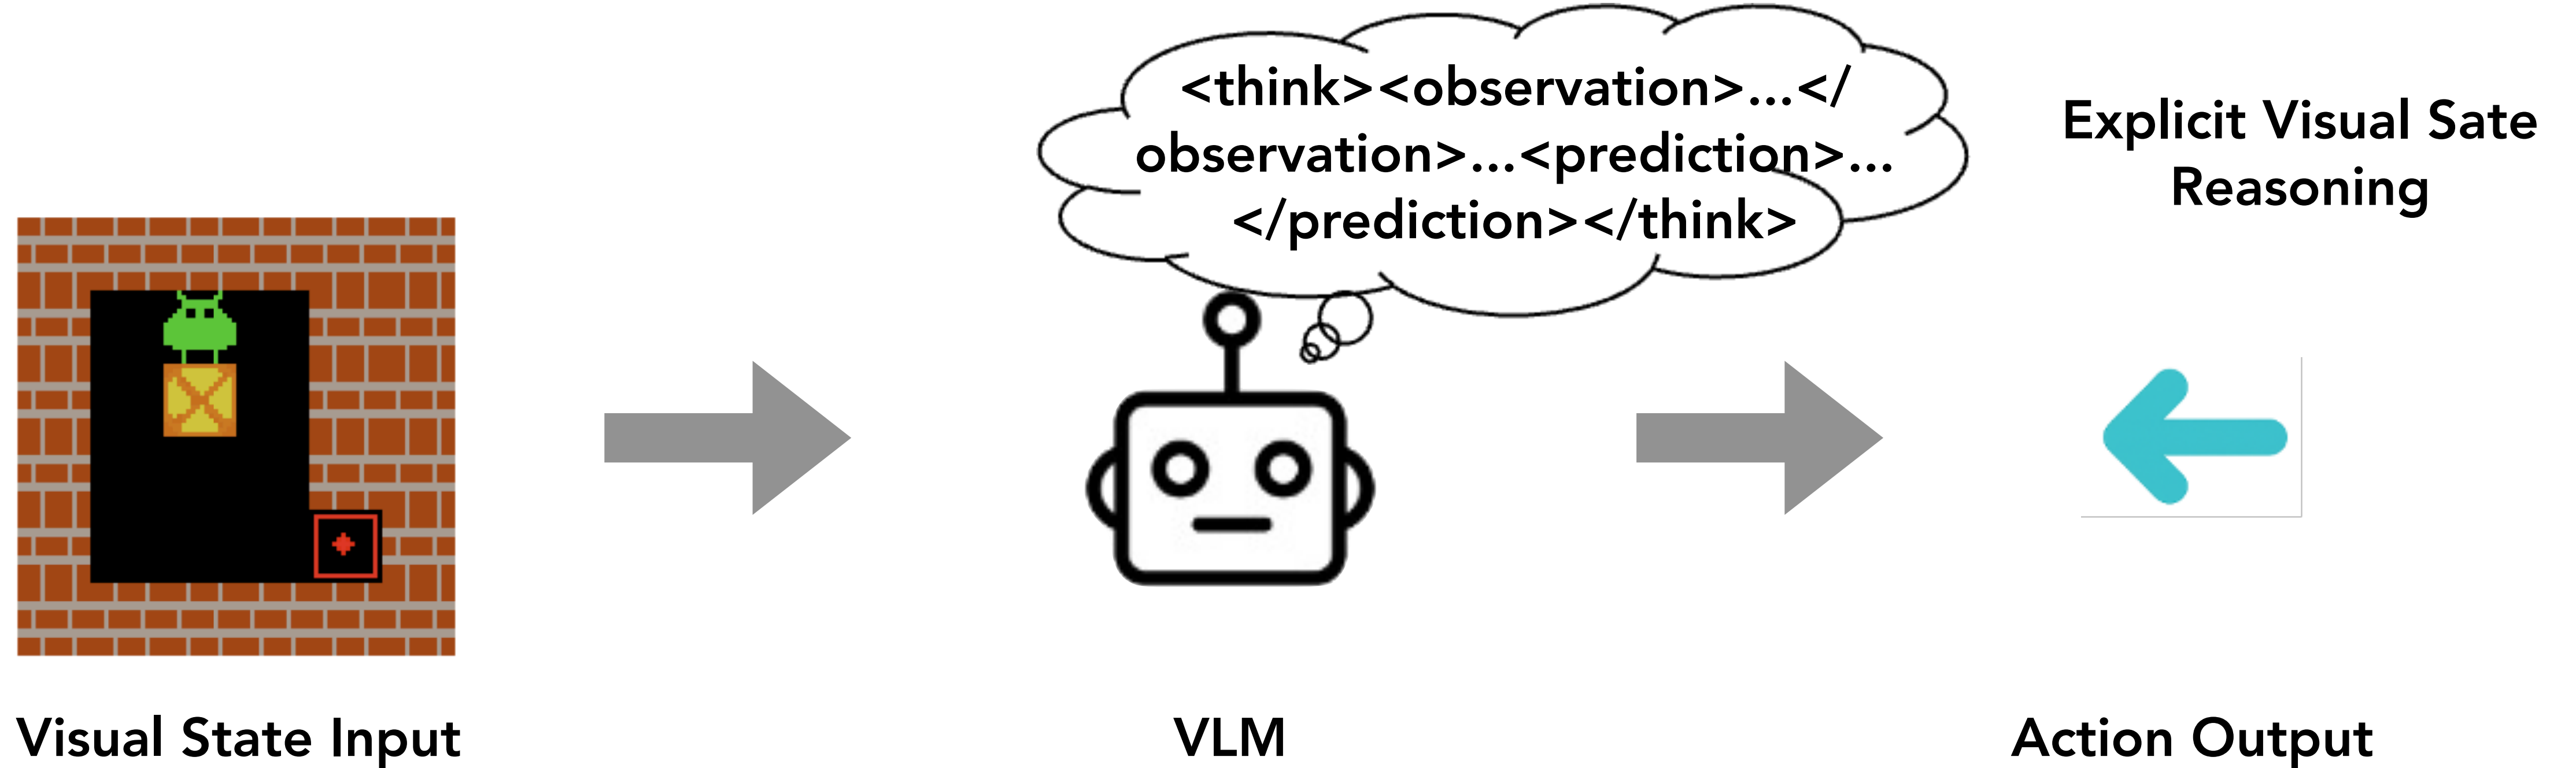 <think><observation>...</
observation>...<prediction>...
</prediction></think>
Explicit Visual Sate
Reasoning
Visual State Input
VLM
Action Output